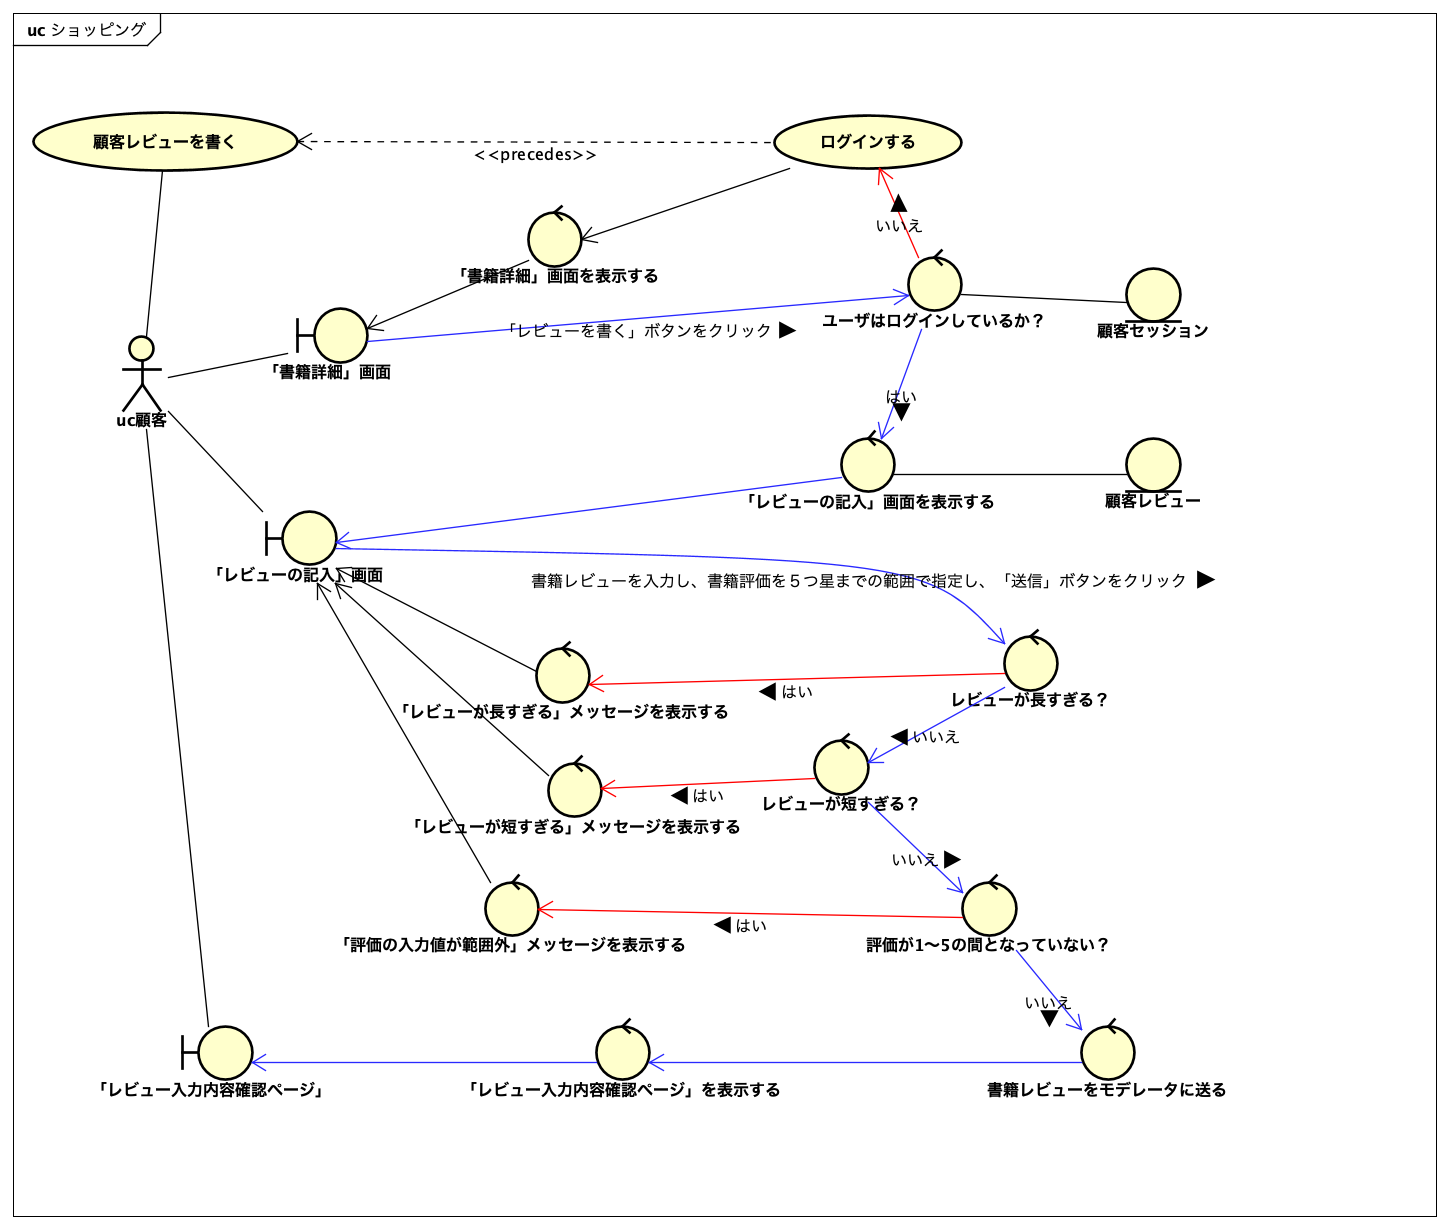 uc ショッピング
顧客レビューを書く
ログインする
<<precedes>>
いいえ
「書籍詳細」画面を表示する
ユーザはログインしているか？
顧客セッション
「レビューを書く」ボタンをクリック ▶
「書籍詳細」画面
はい
uc顧客
「レビューの記入」画面を表示する
顧客レビュー
「レビューの記入」画面
書籍レビューを入力し、書籍評価を５つ星までの範囲で指定し、「送信」ボタンをクリック ▶
◀ はい
レビューが長すぎる？
「レビューが長すぎる」メッセージを表示する
◀ いいえ
◀ はい
レビューが短すぎる？
「レビューが短すぎる」メッセージを表示する
いいえ ▶
◀ はい
「評価の入力値が範囲外」メッセージを表示する
評価が1〜5の間となっていない？
いいえ
「レビュー入力内容確認ページ」
「レビュー入力内容確認ページ」を表示する
書籍レビューをモデレータに送る